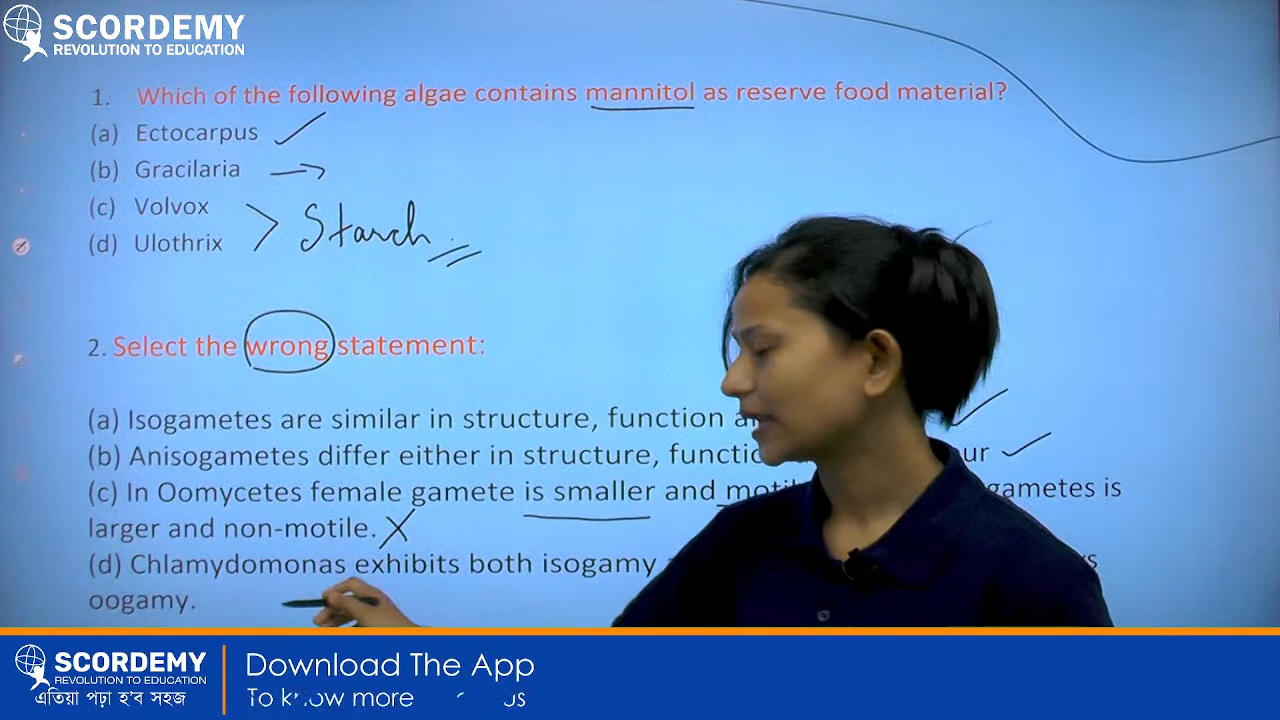 SCORDEMY
REVOLUTION TO EDUCATION
1. Which of the following algae contains mannitol as reserve food material?
(a) Ectocarpus
(b) Gracilaria
(c) Volvox
(d) Ulothrix
Starch
2. Select the wrong statement:
(a) Isogametes are similar in structure, function
(b) Anisogametes differ either in structure,
(c) In Oomycetes female gamete is smaller and gametes is
larger and non-motile.
(d) Chlamydomonas exhibits both isogamy
oogamy.
SCORDEMY
REVOLUTION TO EDUCATION
এতিয়া পঢ়া হ'ব সহজ
Download The App
To know more